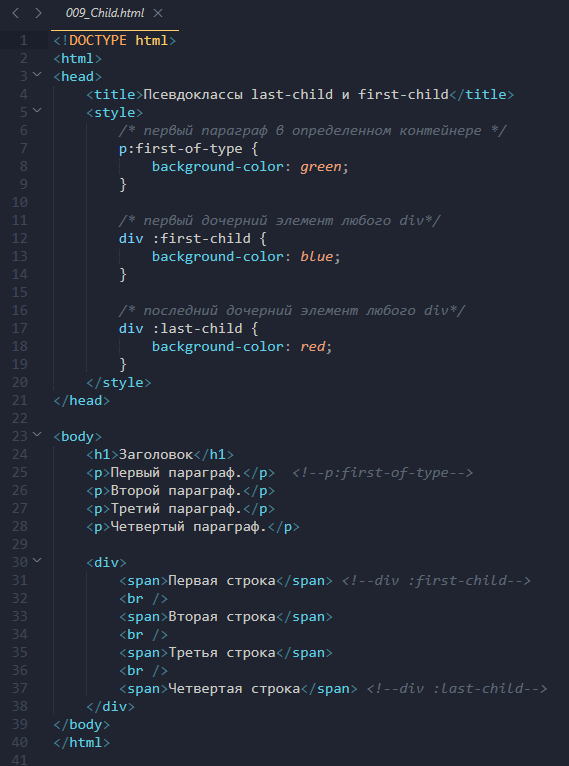 009_Child.html
1 <!DOCTYPE html>
2 <html>
3 <head>
4 <title>Псевдоклассы last-child и first-child</title>
5 <style>
6 /* первый параграф в определенном контейнере */
7 p:first-of-type {
8 background-color: green;
9 }
10
11 /* первый дочерний элемент любого div*/
12 div :first-child {
13 background-color: blue;
14 }
15
16 /* последний дочерний элемент любого div*/
17 div :last-child {
18 background-color: red;
19 }
20 </style>
21 </head>
22
23 <body>
24 <h1>Заголовок</h1>
25 <p>Первый параграф.</p> <!--p:first-of-type-->
26 <p>Второй параграф.</p>
27 <p>Третий параграф.</p>
28 <p>Четвертый параграф.</p>
29
30 <div>
31 <span>Первая строка</span> <!--div :first-child-->
32 <br />
33 <span>Вторая строка</span>
34 <br />
35 <span>Третья строка</span>
36 <br />
37 <span>Четвертая строка</span> <!--div :last-child-->
38 </div>
39 </body>
40 </html>
41